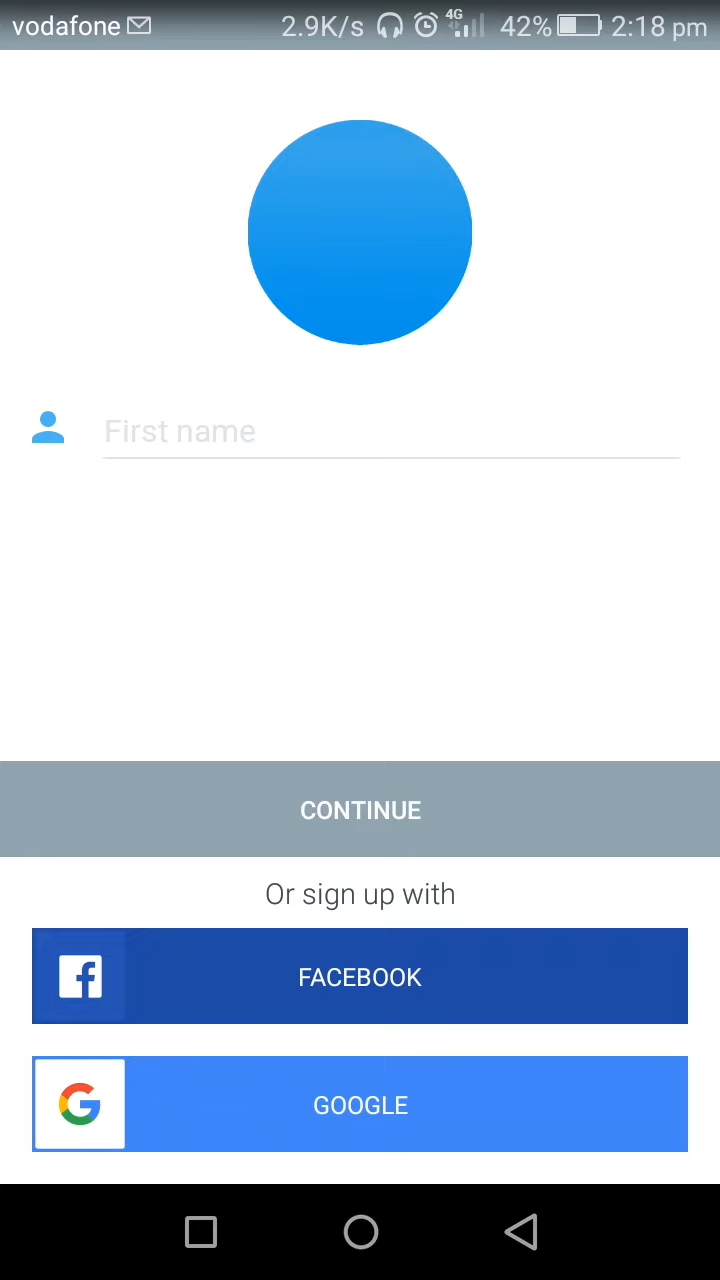 vodafone 2.9K/s 4G 42% 2:18 pm
First name
CONTINUE
Or sign up with
FACEBOOK
GOOGLE